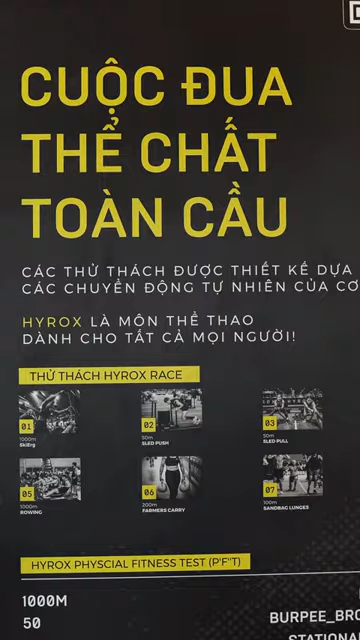 CUỘC ĐUA
THỂ CHẤT
TOÀN CẦU
CÁC THỬ THÁCH ĐƯỢC THIẾT KẾ DỰA
CÁC CHUYỂN ĐỘNG TỰ NHIÊN CỦA CƠ
HYROX LÀ MÔN THỂ THAO
DÀNH CHO TẤT CẢ MỌI NGƯỜI!
THỬ THÁCH HYROX RACE
01 02 03
1000m 50m 50m
SkiErg SLED PUSH SLED PULL
05 06 07
1000m 200m 100m
ROWING FARMERS CARRY SANDBAG LUNGES
HYROX PHYSCIAL FITNESS TEST (P'F''T)
1000M
50 BURPEE_BRO
STATIONA